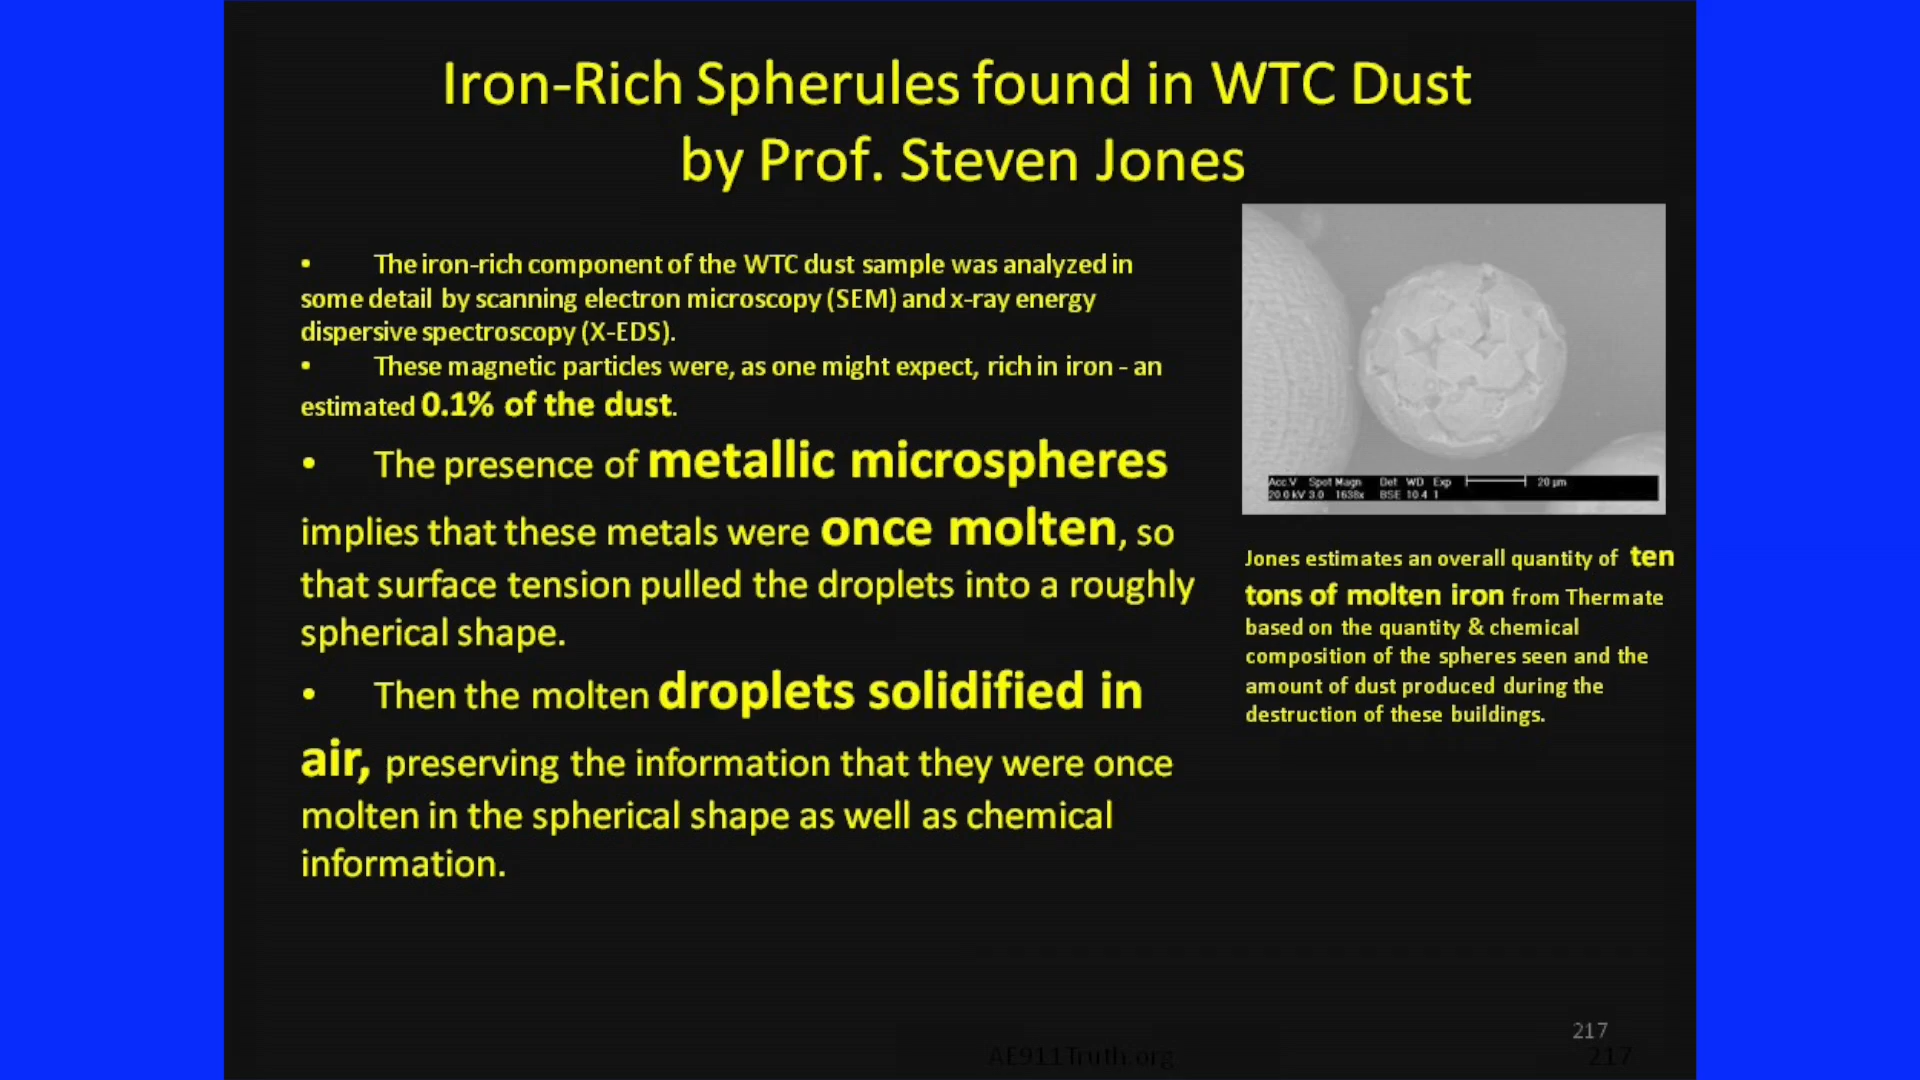 Iron-Rich Spherules found in WTC Dust
by Prof. Steven Jones
• The iron-rich component of the WTC dust sample was analyzed in
some detail by scanning electron microscopy (SEM) and x-ray energy
dispersive spectroscopy (X-EDS).
• These magnetic particles were, as one might expect, rich in iron - an
estimated 0.1% of the dust.
• The presence of metallic microspheres
implies that these metals were once molten, so
that surface tension pulled the droplets into a roughly
spherical shape.
• Then the molten droplets solidified in
air, preserving the information that they were once
molten in the spherical shape as well as chemical
information.
Acc.V Spot Magn Det WD Exp 20 µm
20.0 kV 3.0 1638x BSE 10.4 1
Jones estimates an overall quantity of ten
tons of molten iron from Thermate
based on the quantity & chemical
composition of the spheres seen and the
amount of dust produced during the
destruction of these buildings.
217
AE911Truth.org 217